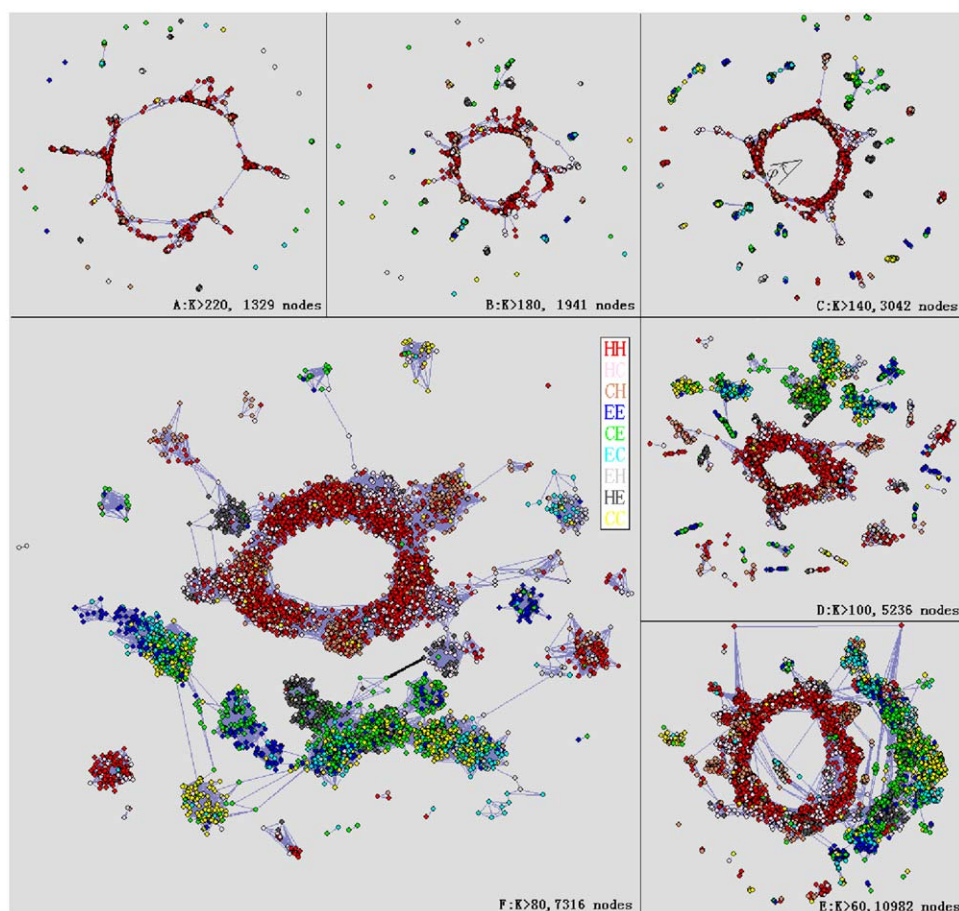 A:K>220, 1329 nodes
B:K>180, 1941 nodes
C:K>140,3042 nodes
HH
HC
CH
EE
CE
EC
EH
HE
CC
D:K>100,5236 nodes
F:K>80,7316 nodes
E:K>60,10982 nodes